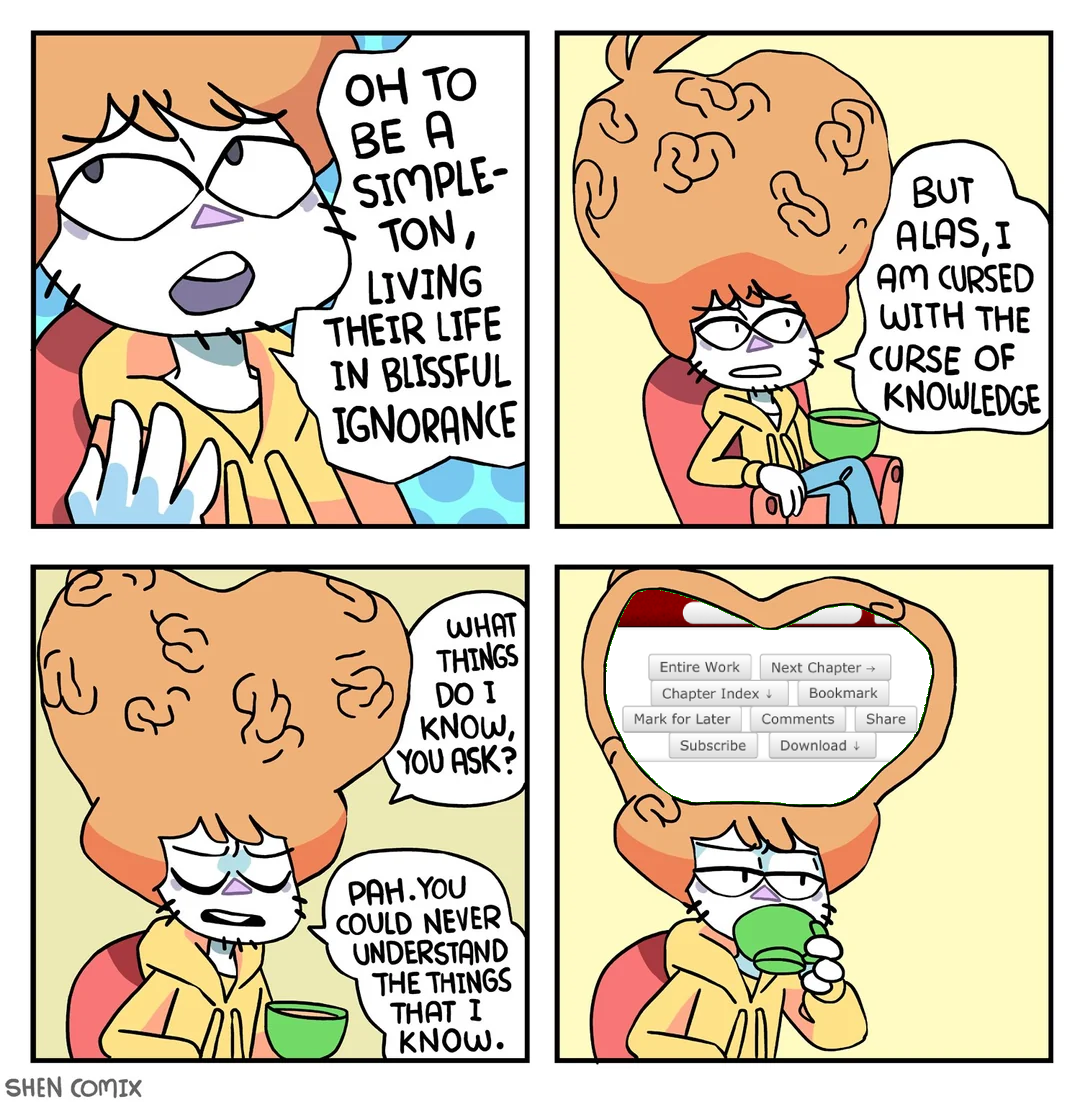 OH TO
BE A
SIMPLE-
TON,
LIVING
THEIR LIFE
IN BLISSFUL
IGNORANCE
BUT
ALAS, I
AM CURSED
WITH THE
CURSE OF
KNOWLEDGE
WHAT
THINGS
DO I
KNOW,
YOU ASK?
PAH. YOU
COULD NEVER
UNDERSTAND
THE THINGS
THAT I
KNOW.
Entire Work Next Chapter →
Chapter Index ↓ Bookmark
Mark for Later Comments Share
Subscribe Download ↓
SHEN COMIX